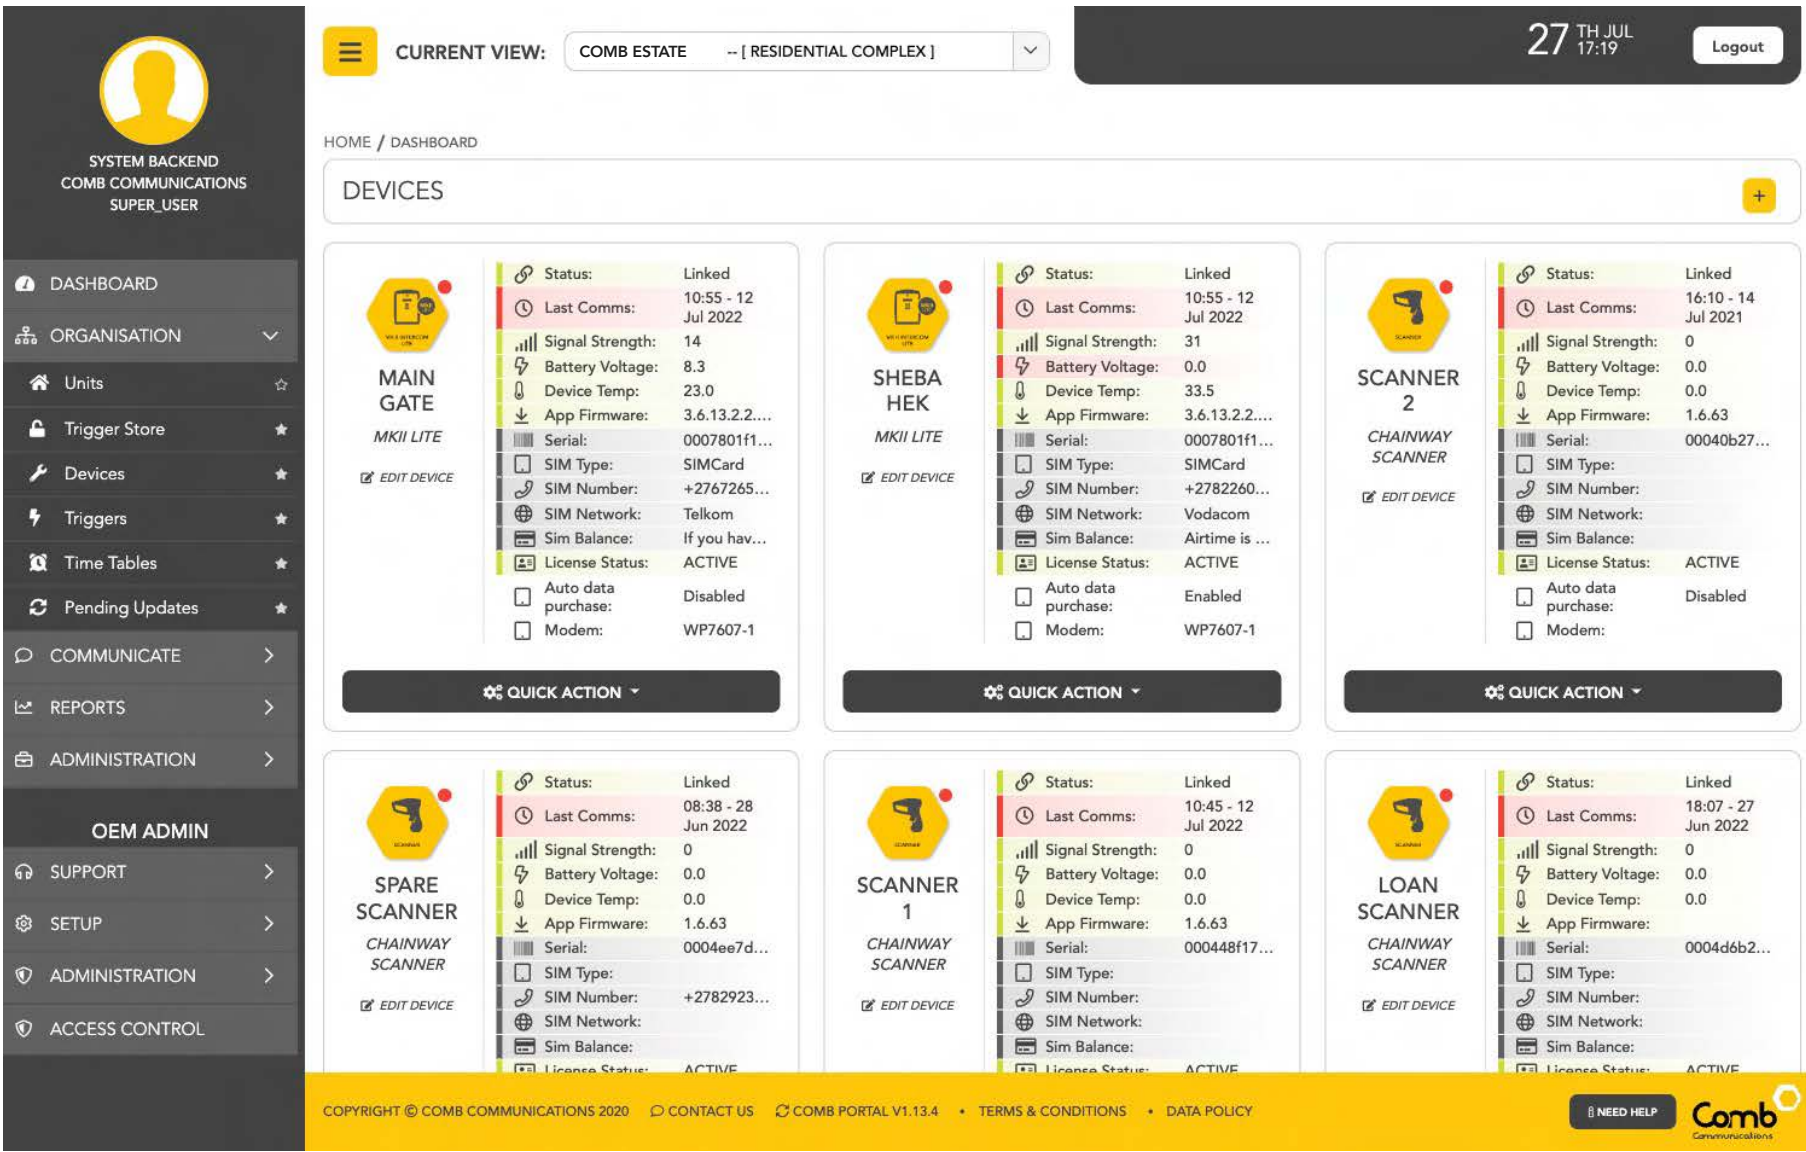 SYSTEM BACKEND
COMB COMMUNICATIONS
SUPER_USER
DASHBOARD
ORGANISATION
Units
Trigger Store
Devices
Triggers
Time Tables
Pending Updates
COMMUNICATE
REPORTS
ADMINISTRATION
OEM ADMIN
SUPPORT
SETUP
ADMINISTRATION
ACCESS CONTROL
CURRENT VIEW: COMB ESTATE -- [ RESIDENTIAL COMPLEX ]
27 TH JUL
17:19
Logout
HOME / DASHBOARD
DEVICES
+
MAIN
GATE
MKII LITE
EDIT DEVICE
Status: Linked
Last Comms: 10:55 - 12
Jul 2022
Signal Strength: 14
Battery Voltage: 8.3
Device Temp: 23.0
App Firmware: 3.6.13.2.2....
Serial: 0007801f1...
SIM Type: SIMCard
SIM Number: +2767265...
SIM Network: Telkom
Sim Balance: If you hav...
License Status: ACTIVE
Auto data
purchase: Disabled
Modem: WP7607-1
QUICK ACTION
SHEBA
HEK
MKII LITE
EDIT DEVICE
Status: Linked
Last Comms: 10:55 - 12
Jul 2022
Signal Strength: 31
Battery Voltage: 0.0
Device Temp: 33.5
App Firmware: 3.6.13.2.2....
Serial: 0007801f1...
SIM Type: SIMCard
SIM Number: +2782260...
SIM Network: Vodacom
Sim Balance: Airtime is ...
License Status: ACTIVE
Auto data
purchase: Enabled
Modem: WP7607-1
QUICK ACTION
SCANNER
SCANNER
2
CHAINWAY
SCANNER
EDIT DEVICE
Status: Linked
Last Comms: 16:10 - 14
Jul 2021
Signal Strength: 0
Battery Voltage: 0.0
Device Temp: 0.0
App Firmware: 1.6.63
Serial: 00040b27...
SIM Type:
SIM Number:
SIM Network:
Sim Balance:
License Status: ACTIVE
Auto data
purchase: Disabled
Modem:
QUICK ACTION
SCANNER
SPARE
SCANNER
CHAINWAY
SCANNER
EDIT DEVICE
Status: Linked
Last Comms: 08:38 - 28
Jun 2022
Signal Strength: 0
Battery Voltage: 0.0
Device Temp: 0.0
App Firmware: 1.6.63
Serial: 0004ee7d...
SIM Type:
SIM Number: +2782923...
SIM Network:
Sim Balance:
License Status: ACTIVE
SCANNER
SCANNER
1
CHAINWAY
SCANNER
EDIT DEVICE
Status: Linked
Last Comms: 10:45 - 12
Jul 2022
Signal Strength: 0
Battery Voltage: 0.0
Device Temp: 0.0
App Firmware: 1.6.63
Serial: 000448f17...
SIM Type:
SIM Number:
SIM Network:
Sim Balance:
License Status: ACTIVE
SCANNER
LOAN
SCANNER
CHAINWAY
SCANNER
EDIT DEVICE
Status: Linked
Last Comms: 18:07 - 27
Jun 2022
Signal Strength: 0
Battery Voltage: 0.0
Device Temp: 0.0
App Firmware:
Serial: 0004d6b2...
SIM Type:
SIM Number:
SIM Network:
Sim Balance:
License Status: ACTIVE
COPYRIGHT © COMB COMMUNICATIONS 2020 CONTACT US COMB PORTAL V1.13.4 • TERMS & CONDITIONS • DATA POLICY
NEED HELP
Comb
Communications